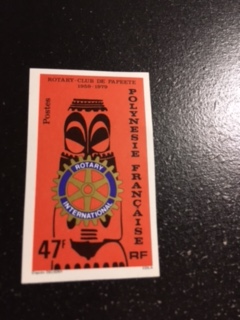 ROTARY-CLUB DE PAPEETE
1959-1979
Postes
POLYNESIE FRANÇAISE
ROTARY
INTERNATIONAL
47F
RF